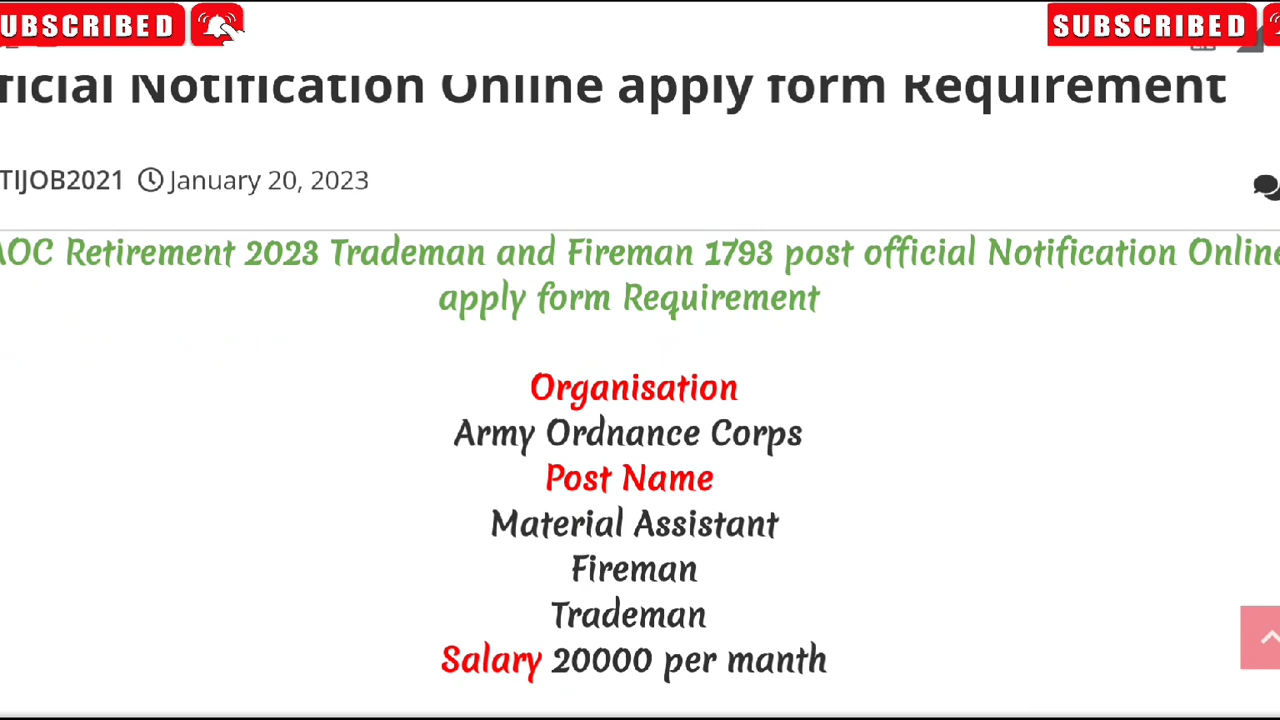 UBSCRIBED SUBSCRIBED
ficial Notification Online apply form Requirement
TIJOB2021 January 20, 2023
AOC Retirement 2023 Trademan and Fireman 1793 post official Notification Online
apply form Requirement
Organisation
Army Ordnance Corps
Post Name
Material Assistant
Fireman
Trademan
Salary 20000 per manth